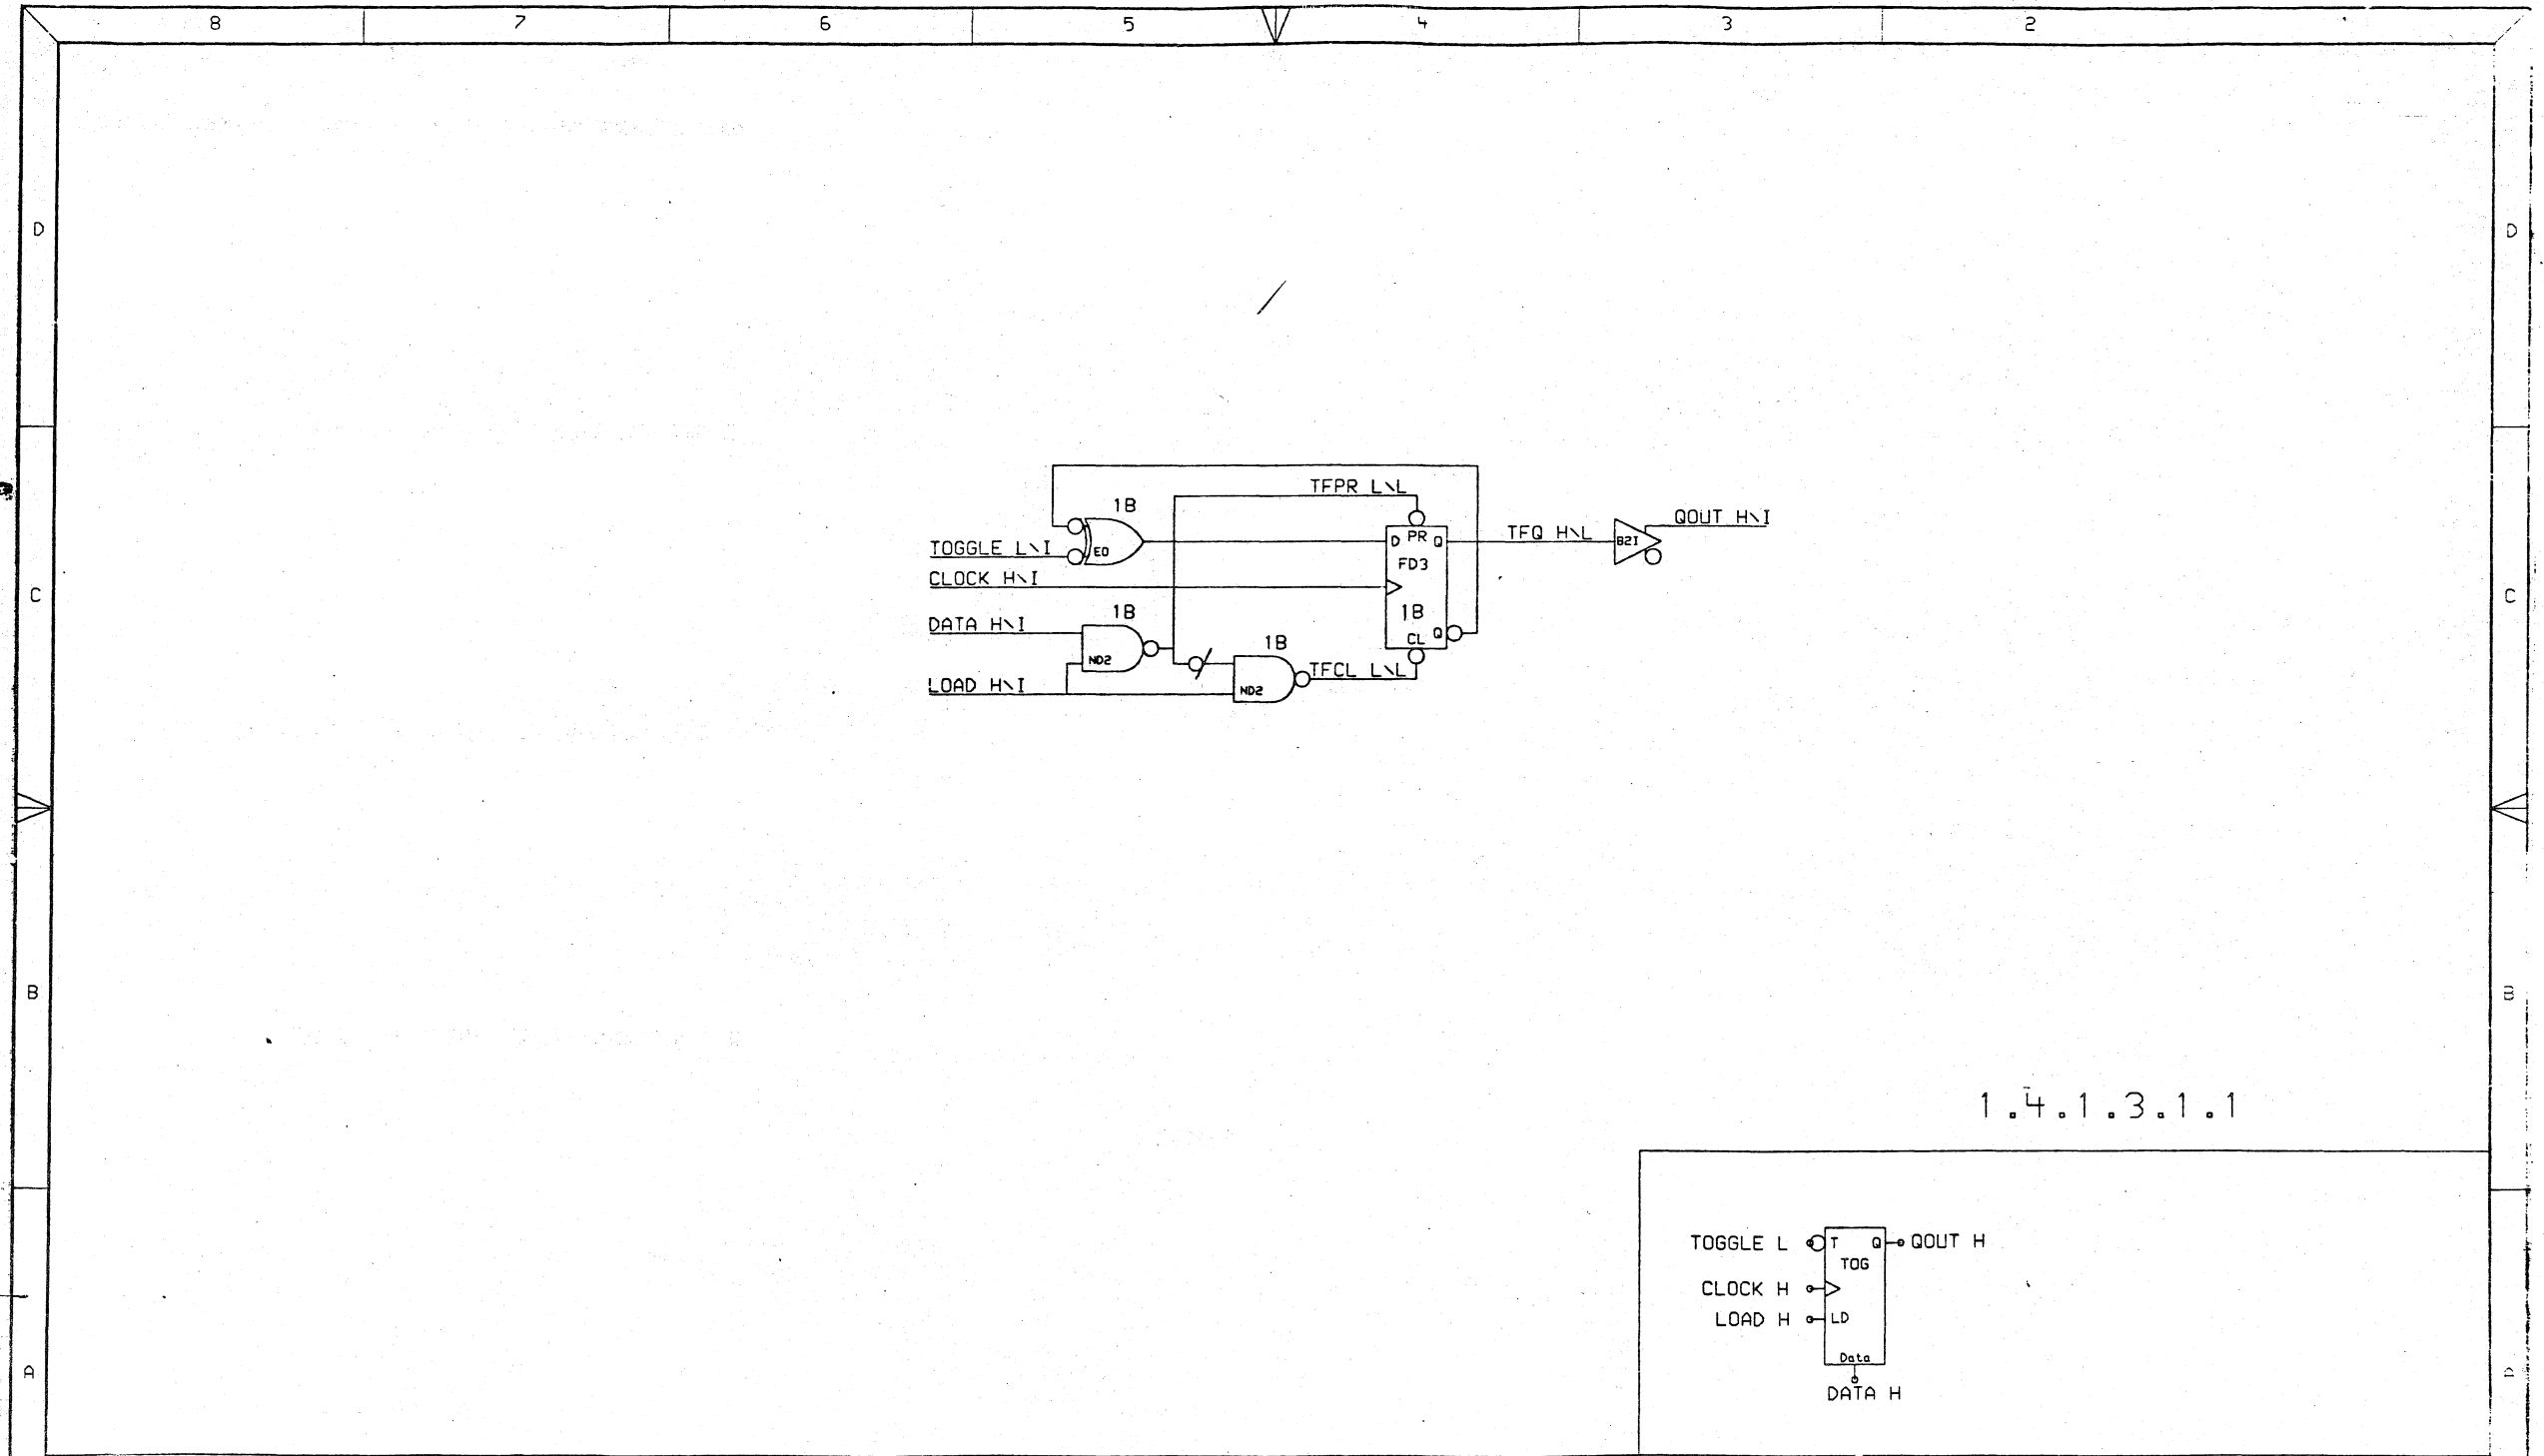 8 7 6 5 4 3 2
D D
TFPR L\L
1B
QOUT H\I
TOGGLE L\I
EO
D PR Q
TFQ H\L
B2I
FD3
CLOCK H\I
C C
1B 1B
DATA H\I
CL Q
1B
ND2
TFCL L\L
LOAD H\I
ND2
B B
1.4.1.3.1.1
TOGGLE L T Q QOUT H
TOG
CLOCK H
LOAD H LD
Data
A A
DATA H